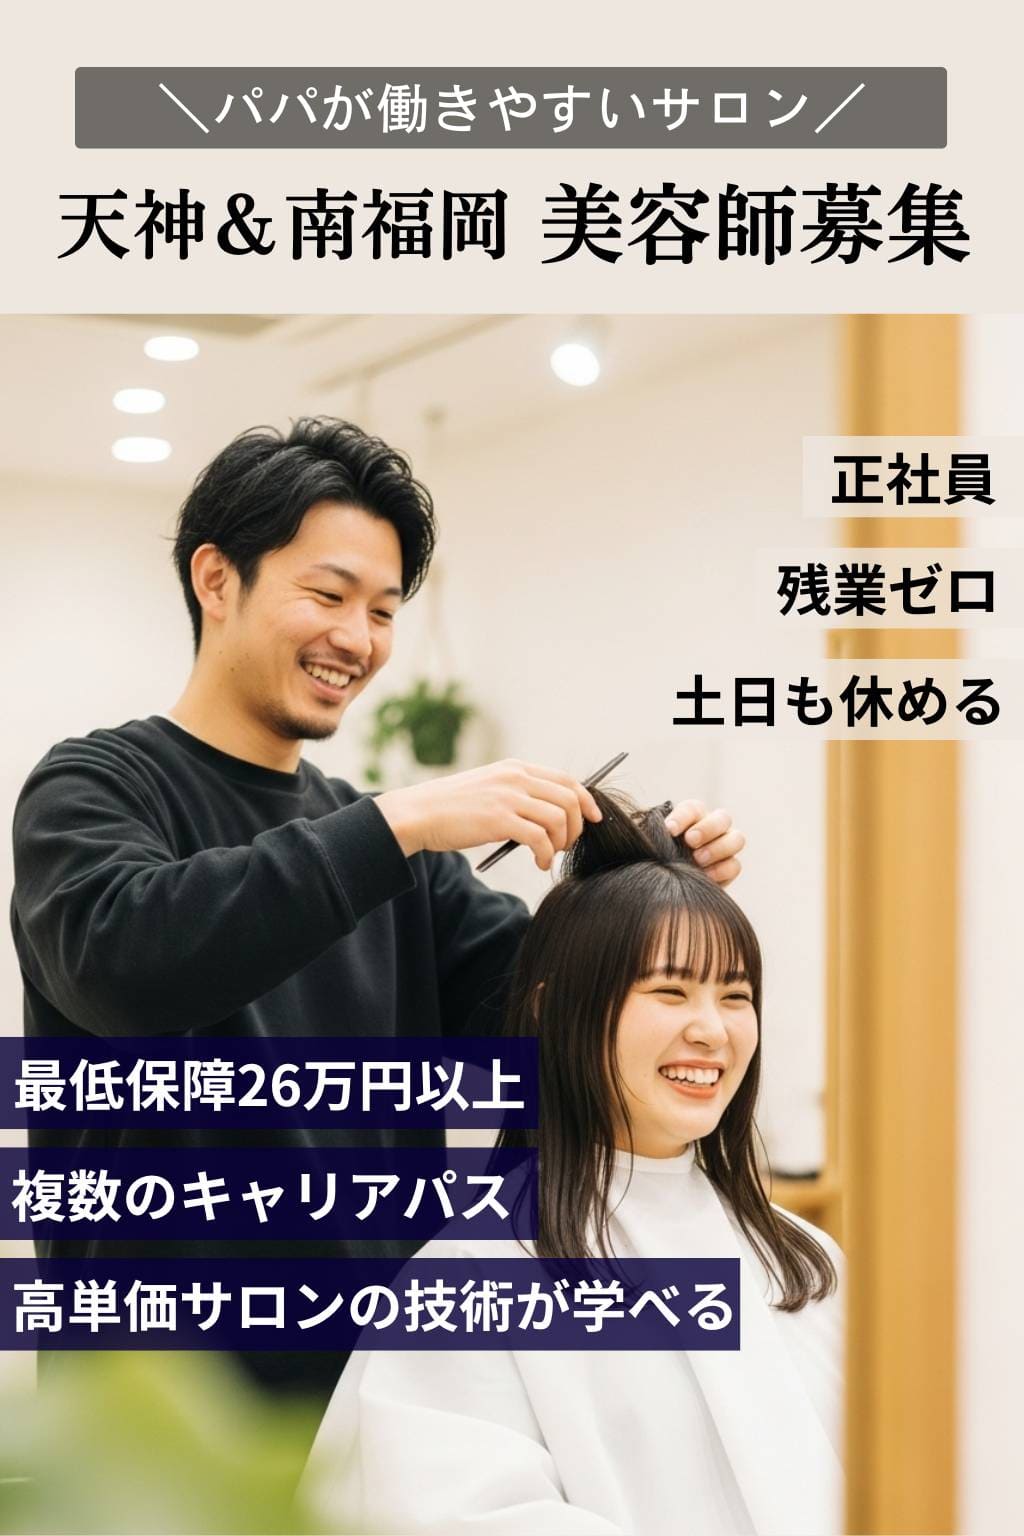 ＼パパが働きやすいサロン／
天神＆南福岡 美容師募集
正社員
残業ゼロ
土日も休める
最低保障26万円以上
複数のキャリアパス
高単価サロンの技術が学べる